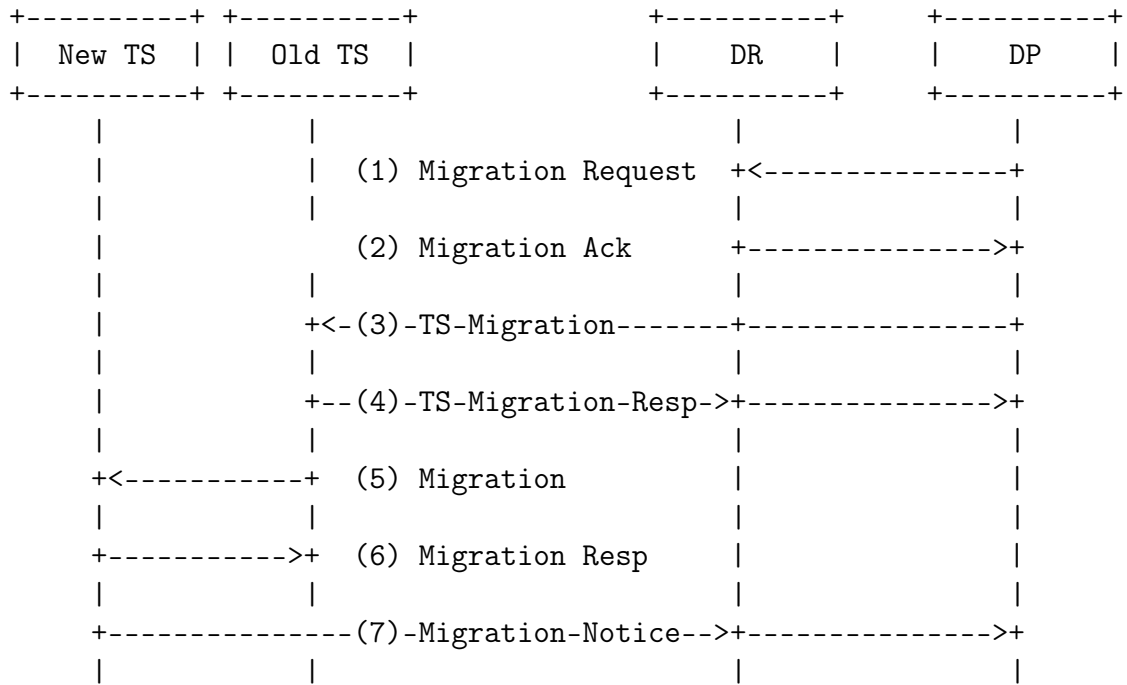 New TS Old TS DR DP
(1) Migration Request
(2) Migration Ack
(3)-TS-Migration
(4)-TS-Migration-Resp
(5) Migration
(6) Migration Resp
(7)-Migration-Notice